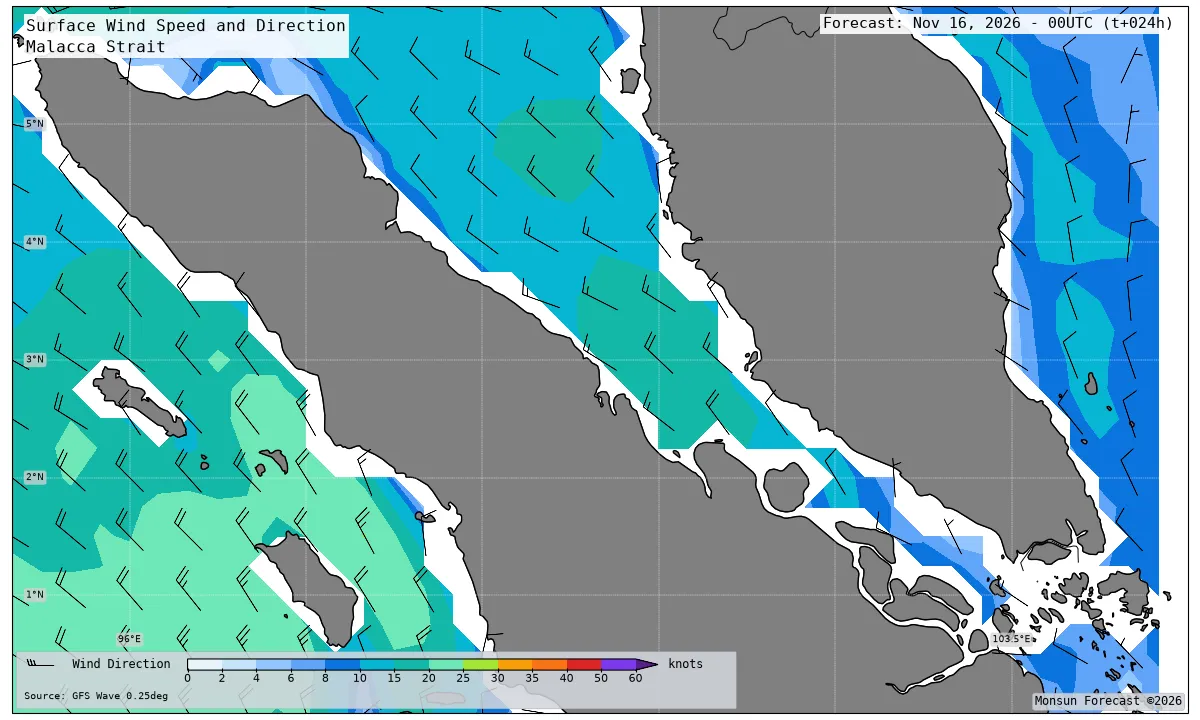 Surface Wind Speed and Direction
Malacca Strait
Forecast: Nov 16, 2026 - 00UTC (t+024h)
5°N
4°N
3°N
2°N
1°N
96°E
103.5°E
Wind Direction
knots
0 2 4 6 8 10 15 20 25 30 35 40 50 60
Source: GFS Wave 0.25deg
Monsun Forecast ©2026